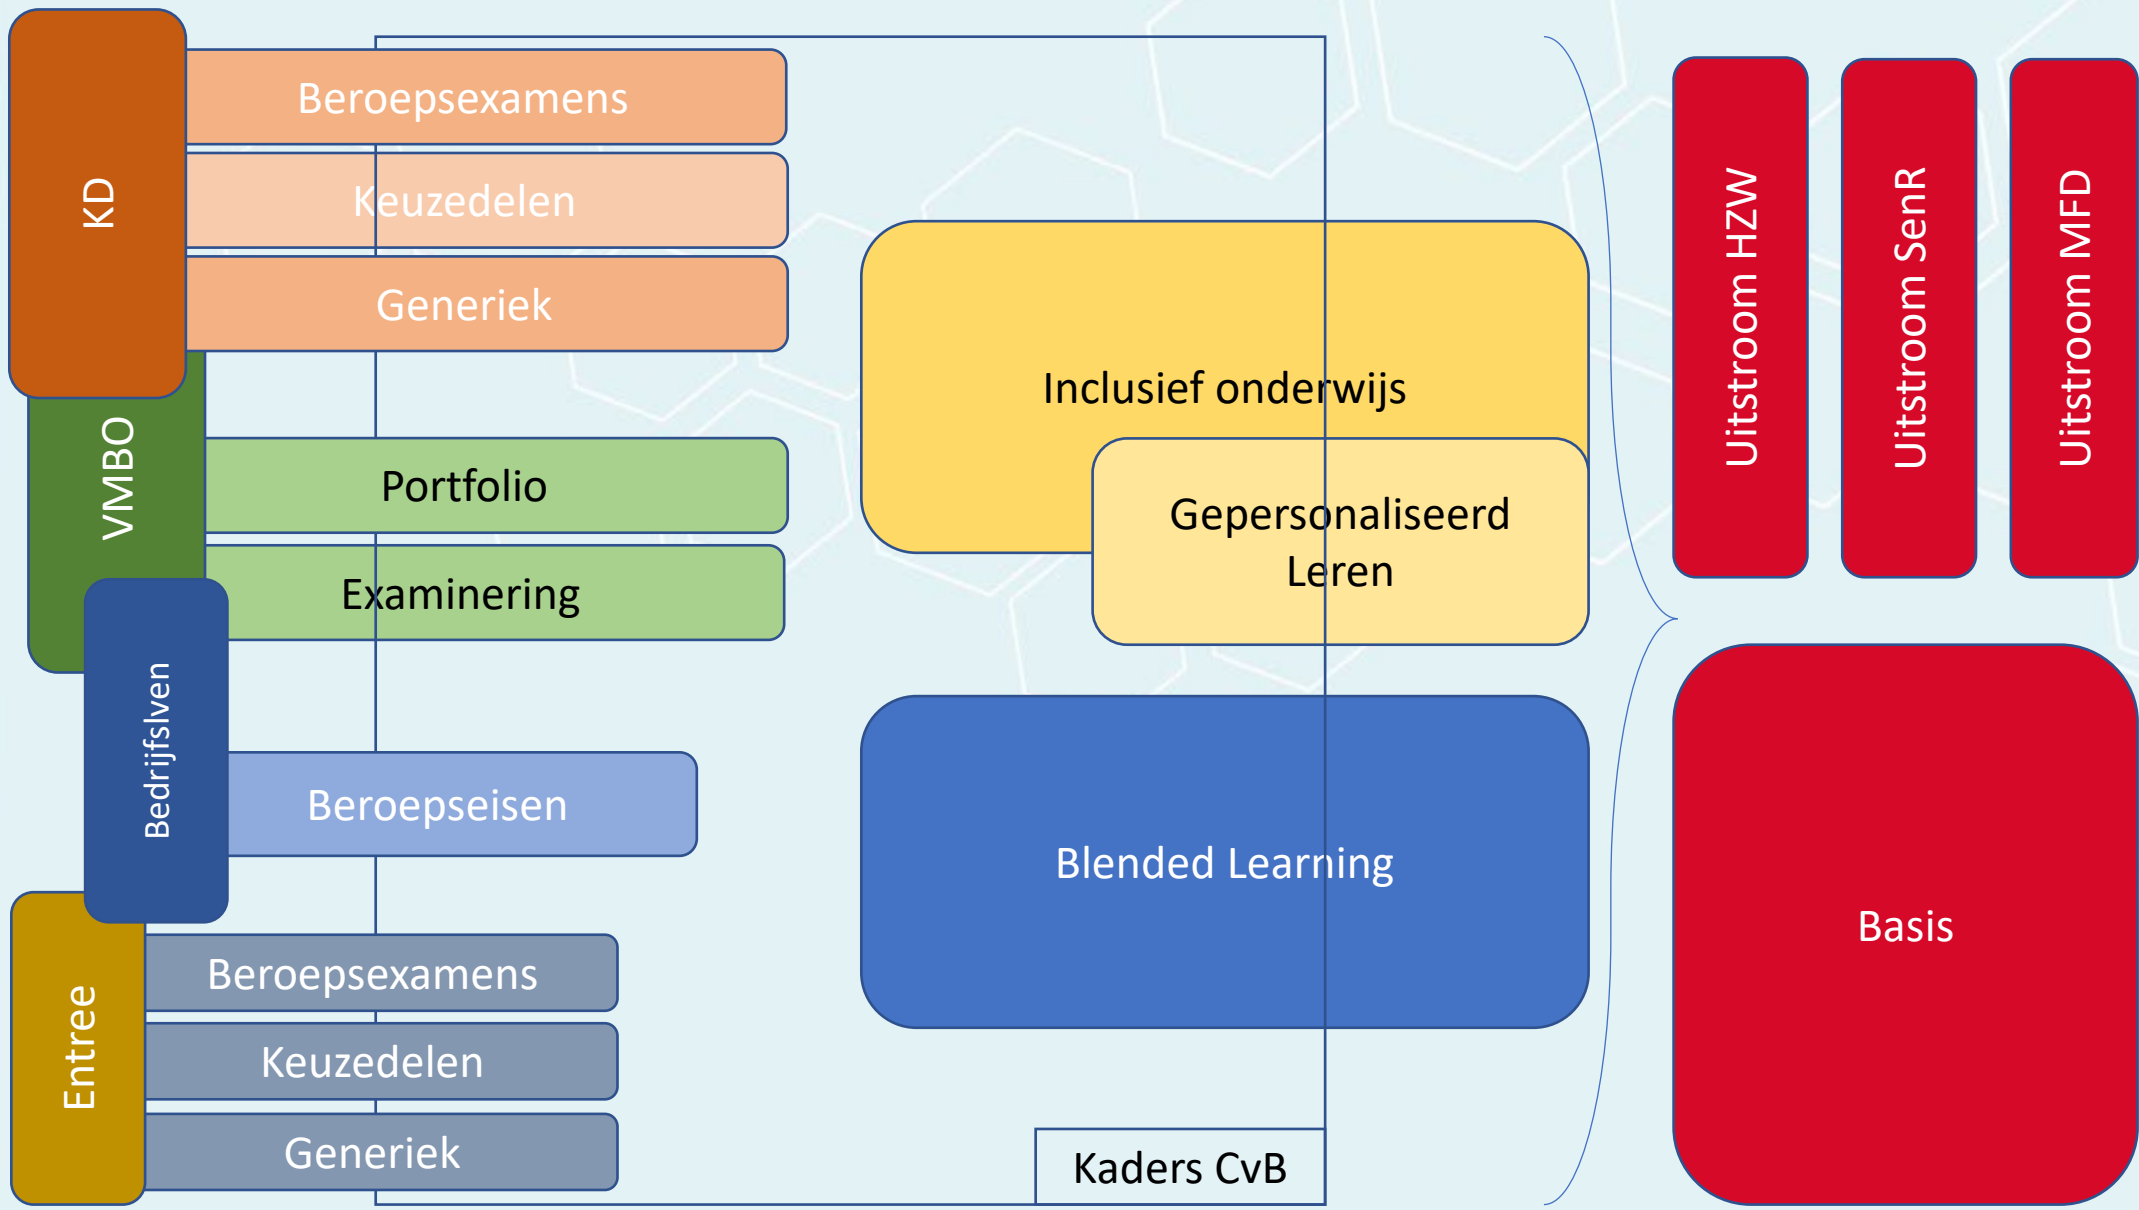 KD
Beroepsexamens
Keuzedelen
Generiek
VMBO
Portfolio
Examinering
Bedrijfslven
Beroepseisen
Entree
Beroepsexamens
Keuzedelen
Generiek
Inclusief onderwijs
Gepersonaliseerd
Leren
Blended Learning
Kaders CvB
Uitstroom HZW
Uitstroom SenR
Uitstroom MFD
Basis